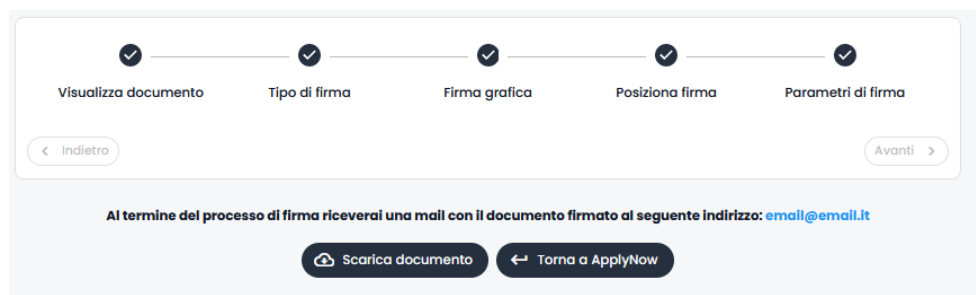 Visualizza documento
Tipo di firma
Firma grafica
Posiziona firma
Parametri di firma
Indietro
Avanti
Al termine del processo di firma riceverai una mail con il documento firmato al seguente indirizzo: email@email.it
Scarica documento
Torna a ApplyNow